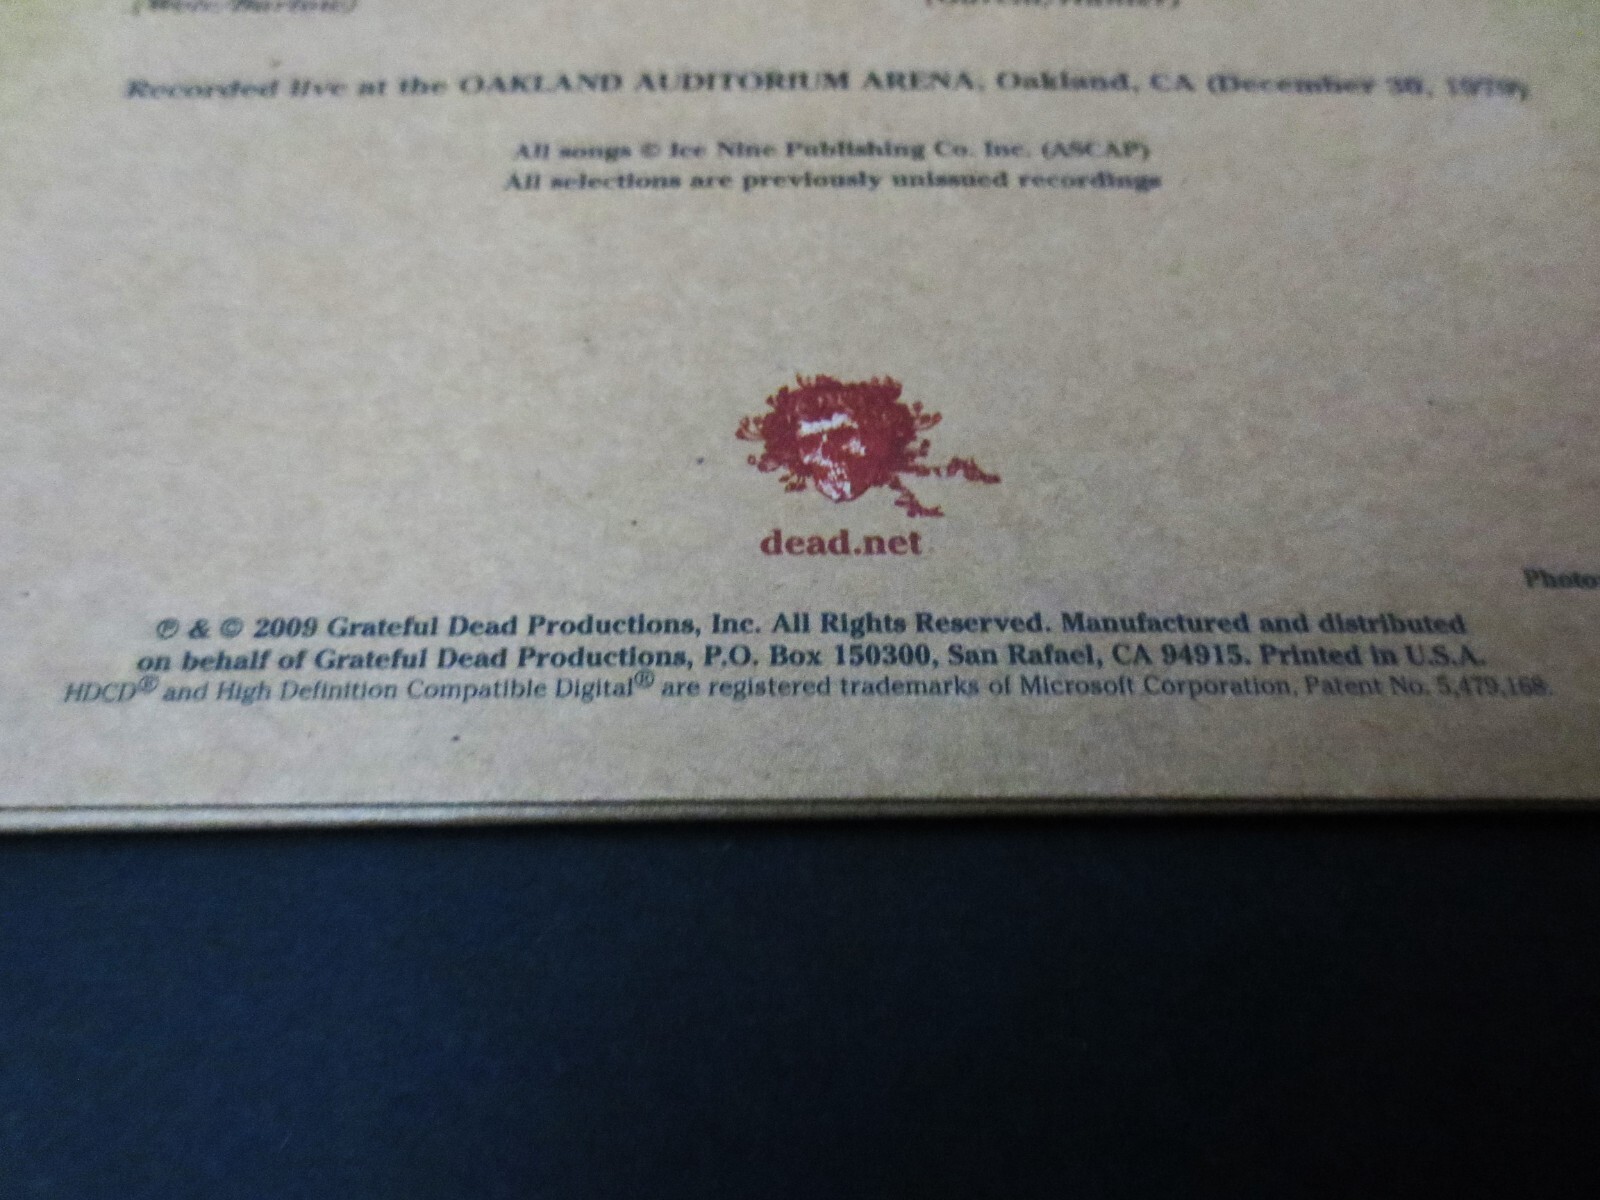 Recorded live at the OAKLAND AUDITORIUM ARENA, Oakland, CA (December 30, 1979)
All songs © Ice Nine Publishing Co. Inc. (ASCAP)
All selections are previously unissued recordings
dead.net
℗ & © 2009 Grateful Dead Productions, Inc. All Rights Reserved. Manufactured and distributed
on behalf of Grateful Dead Productions, P.O. Box 150300, San Rafael, CA 94915. Printed in U.S.A.
HDCD® and High Definition Compatible Digital® are registered trademarks of Microsoft Corporation, Patent No. 5,479,168.